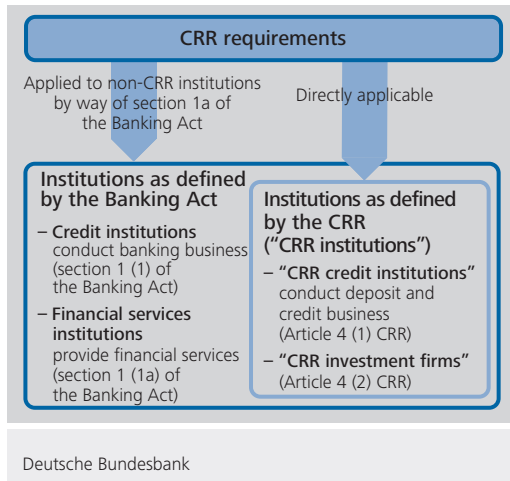 CRR requirements
Applied to non-CRR institutions
by way of section 1a of
the Banking Act
Directly applicable
Institutions as defined
by the Banking Act
– Credit institutions
conduct banking business
(section 1 (1) of
the Banking Act)
– Financial services
institutions
provide financial services
(section 1 (1a) of
the Banking Act)
Institutions as defined
by the CRR
(“CRR institutions”)
– “CRR credit institutions”
conduct deposit and
credit business
(Article 4 (1) CRR)
– “CRR investment firms”
(Article 4 (2) CRR)
Deutsche Bundesbank